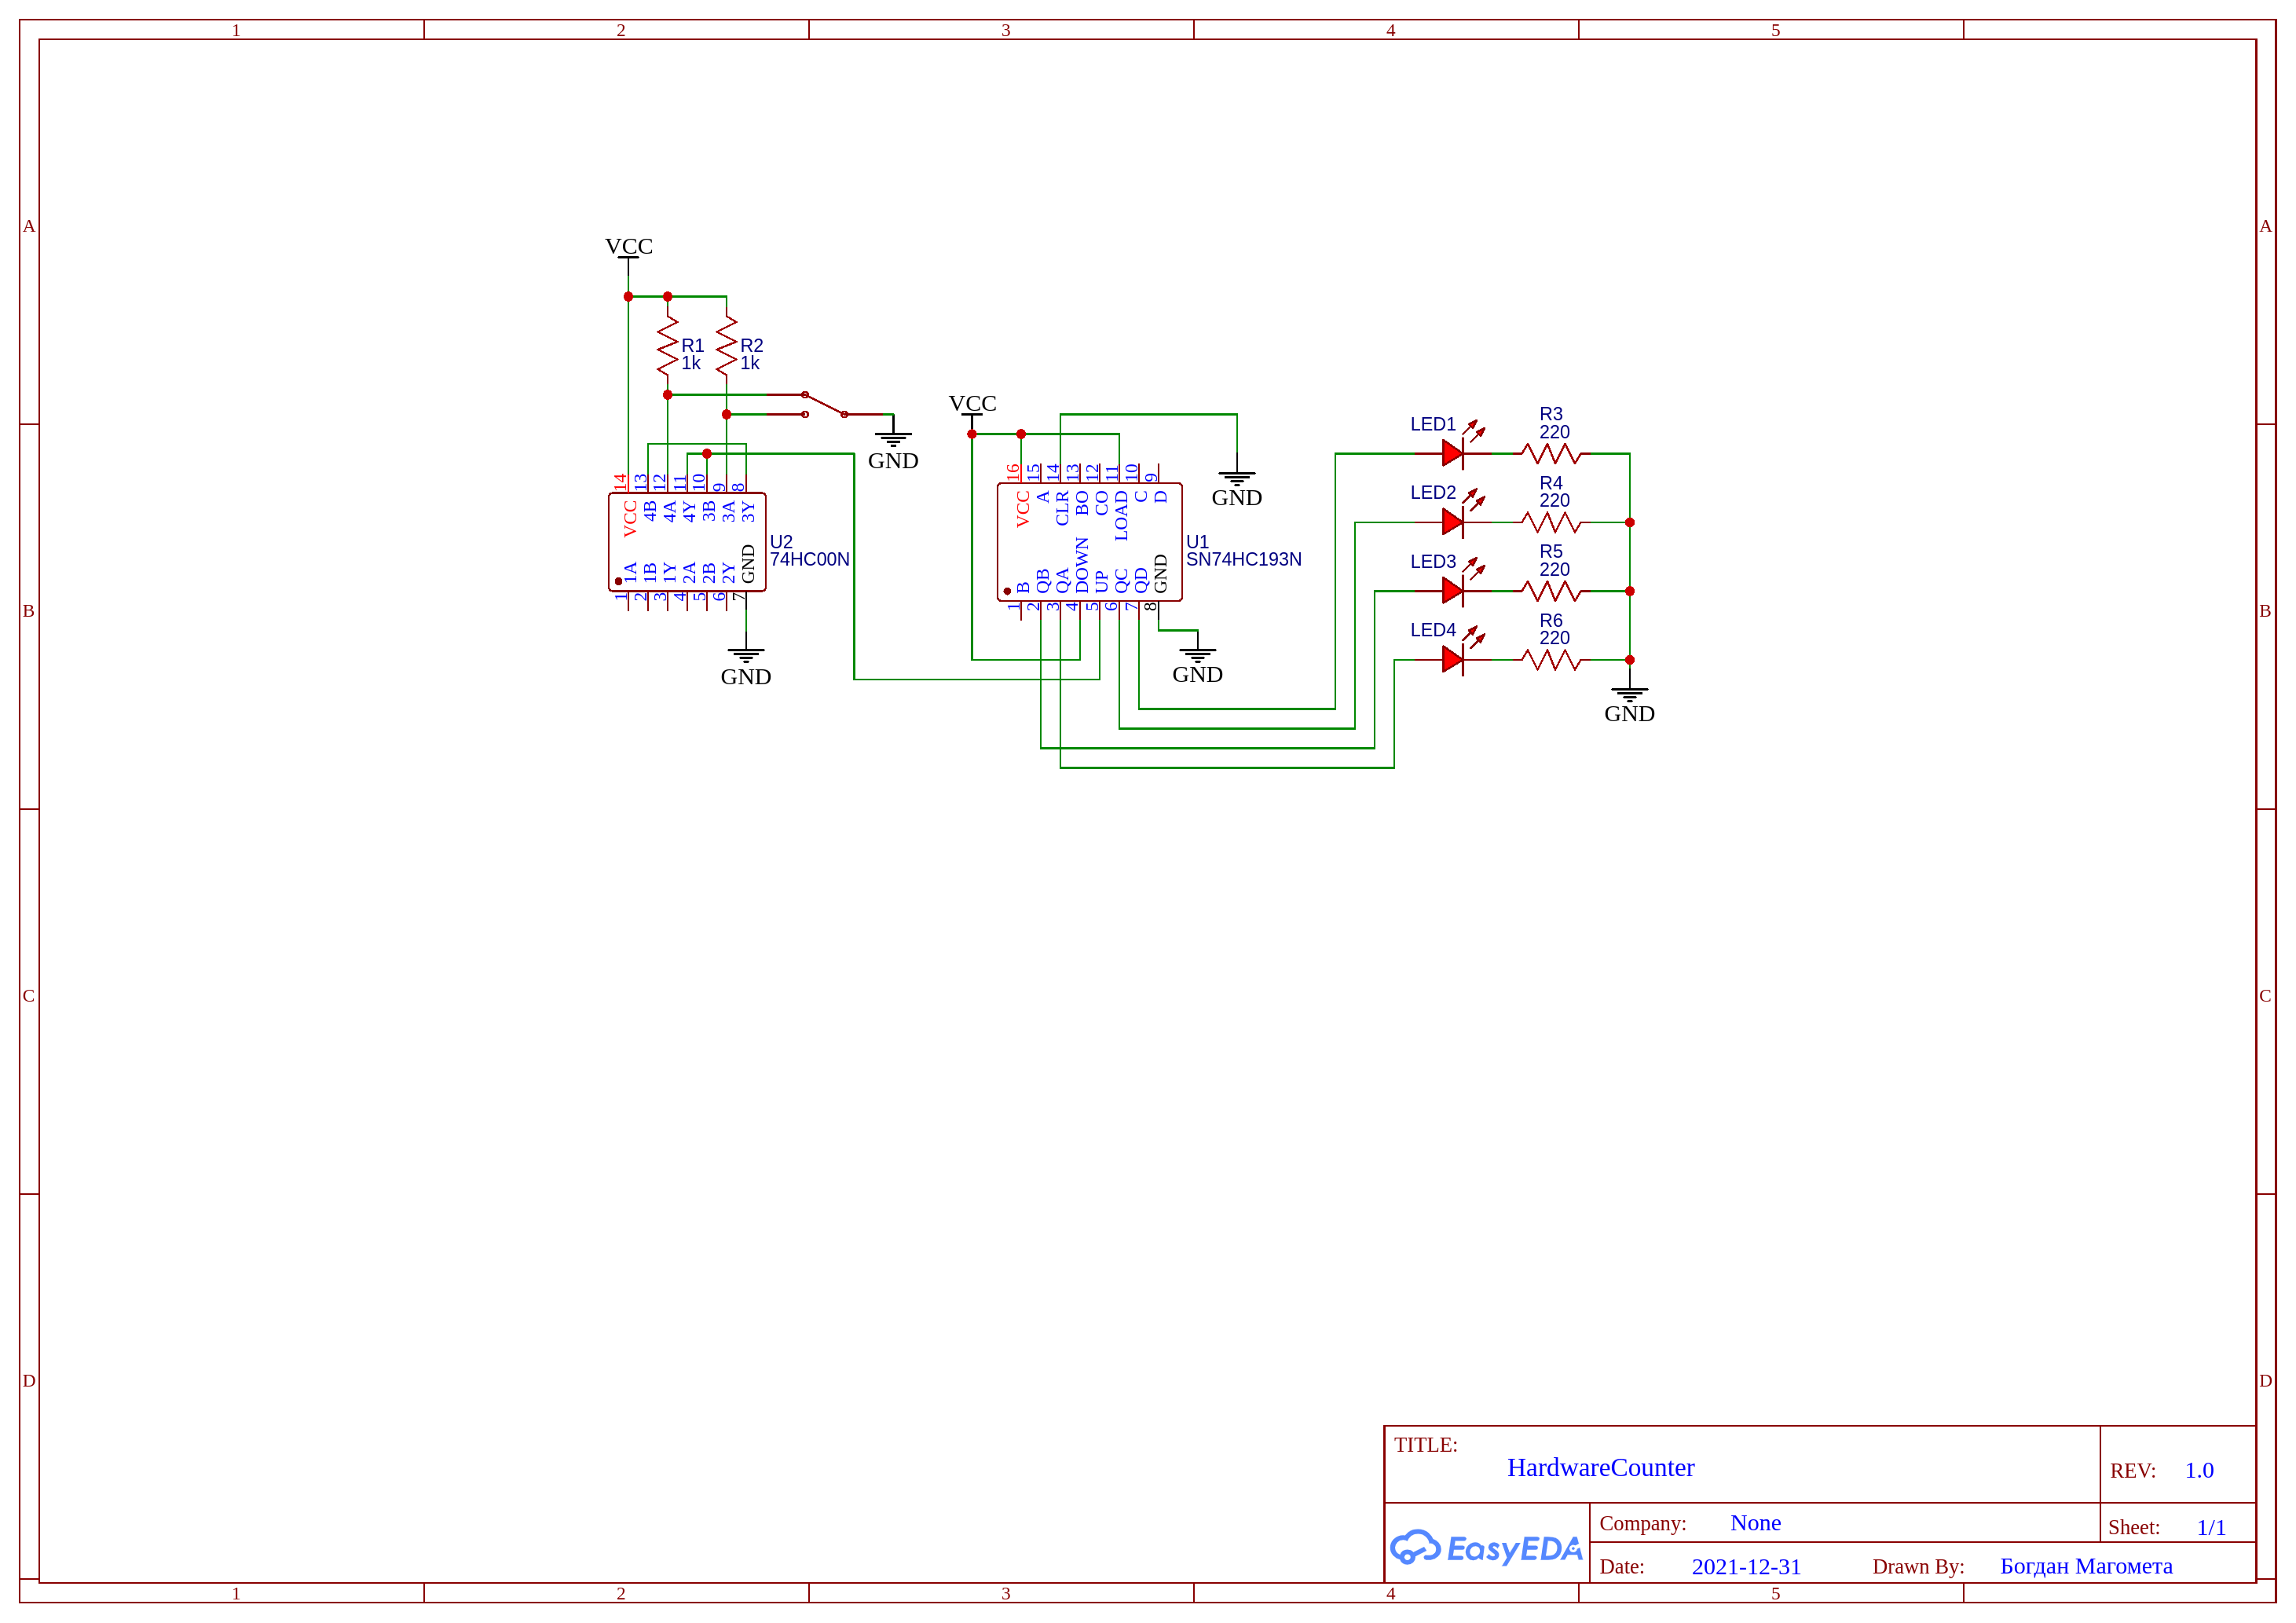 1 2 3 4 5
A A
VCC
R1 R2
1k 1k
VCC
GND
LED1 R3
220
GND
LED2 R4
220
14 13 12 11 10 9 8
VCC 4B 4A 4Y 3B 3A 3Y
U2
74HC00N
1A 1B 1Y 2A 2B 2Y GND
1 2 3 4 5 6 7
GND
16 15 14 13 12 11 10 9
VCC A CLR BO CO LOAD C D
U1
SN74HC193N
B QB QA DOWN UP QC QD GND
1 2 3 4 5 6 7 8
GND
LED3 R5
220
LED4 R6
220
GND
B B
C C
D D
TITLE:
HardwareCounter
REV: 1.0
EasyEDA
Company: None
Sheet: 1/1
Date: 2021-12-31
Drawn By: Богдан Магомета
1 2 3 4 5